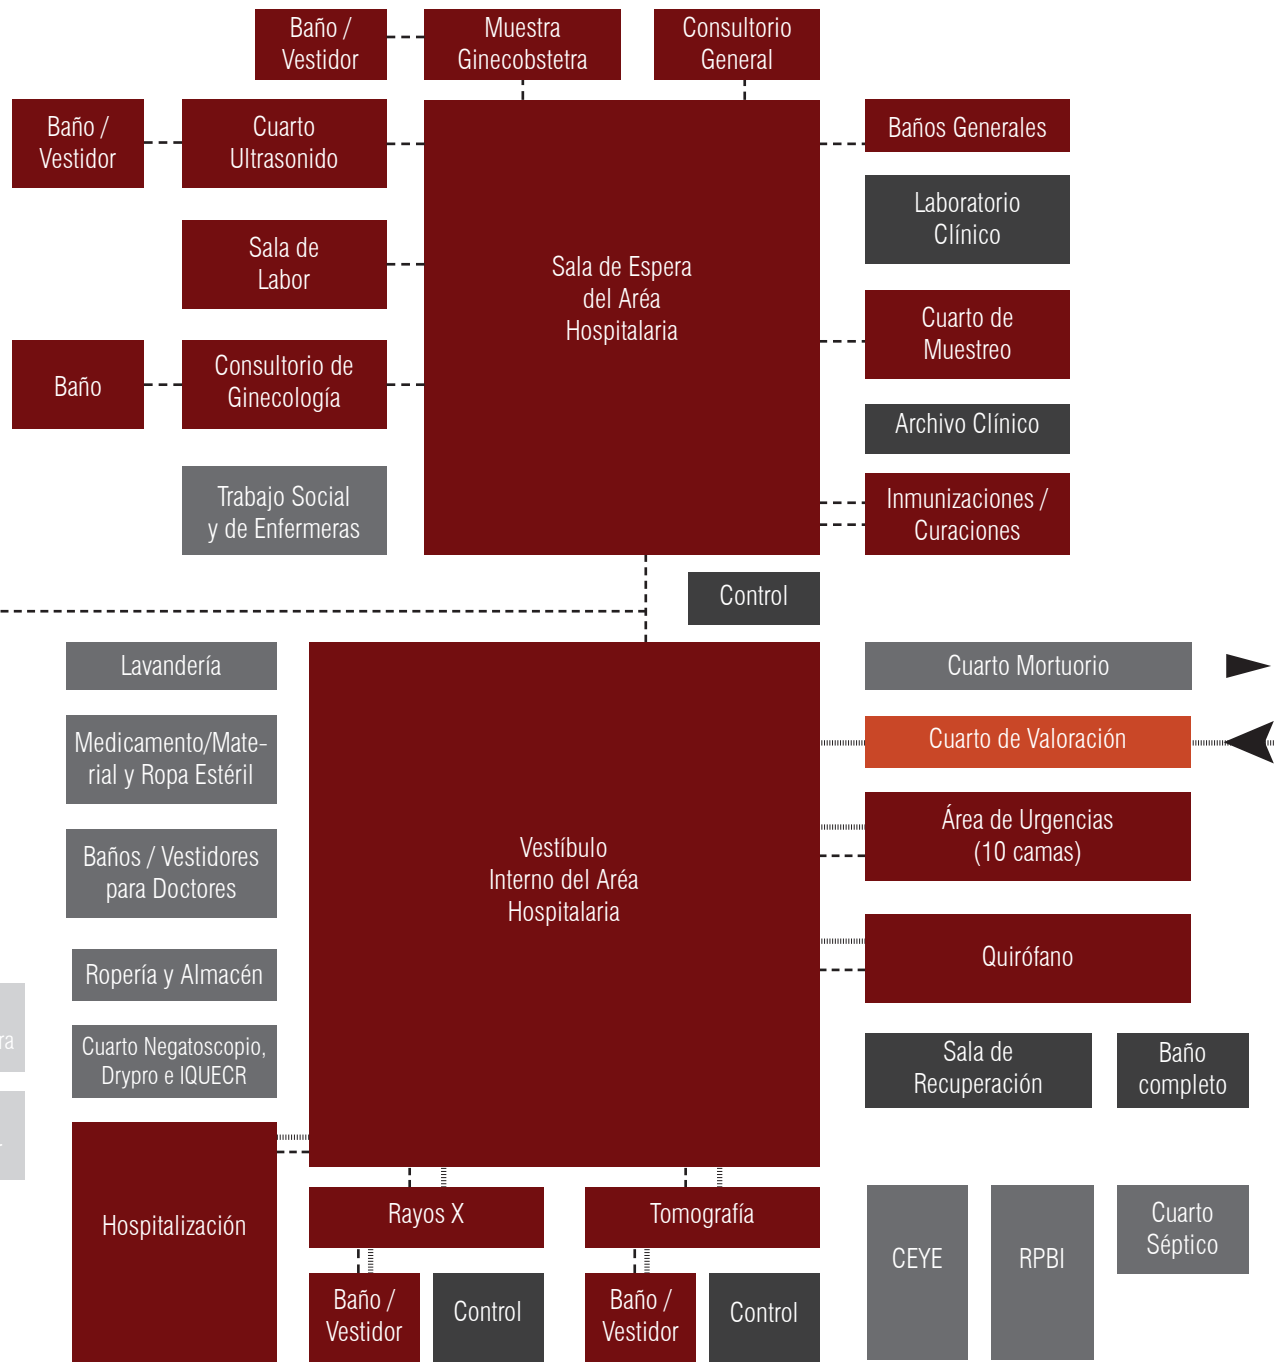 Baño /
Vestidor
Muestra
Ginecobstetra
Consultorio
General
Baño /
Vestidor
Cuarto
Ultrasonido
Baños Generales
Laboratorio
Clínico
Sala de
Labor
Sala de Espera
del Aréa
Hospitalaria
Cuarto de
Muestreo
Baño
Consultorio de
Ginecología
Archivo Clínico
Trabajo Social
y de Enfermeras
Inmunizaciones /
Curaciones
Control
Lavandería
Cuarto Mortuorio
Medicamento/Mate-
rial y Ropa Estéril
Cuarto de Valoración
Baños / Vestidores
para Doctores
Vestíbulo
Interno del Aréa
Hospitalaria
Área de Urgencias
(10 camas)
Quirófano
Ropería y Almacén
ra
Cuarto Negatoscopio,
Drypro e IQUECR
Sala de
Recuperación
Baño
completo
Hospitalización
Rayos X
Tomografía
CEYE
RPBI
Cuarto
Séptico
Baño /
Vestidor
Control
Baño /
Vestidor
Control